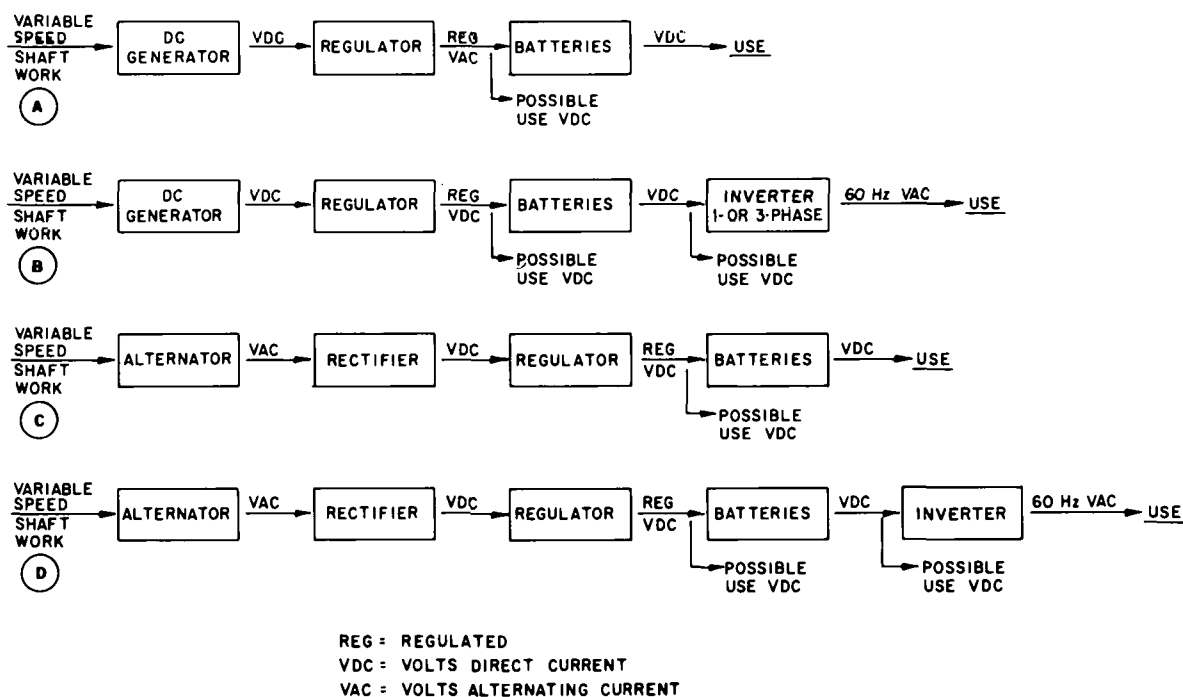 VARIABLE
SPEED
SHAFT
WORK
A
DC
GENERATOR
VDC
REGULATOR
REG
VAC
POSSIBLE
USE VDC
BATTERIES
VDC
USE
VARIABLE
SPEED
SHAFT
WORK
B
DC
GENERATOR
VDC
REGULATOR
REG
VDC
POSSIBLE
USE VDC
BATTERIES
VDC
POSSIBLE
USE VDC
INVERTER
1-OR 3-PHASE
60 Hz VAC
USE
VARIABLE
SPEED
SHAFT
WORK
C
ALTERNATOR
VAC
RECTIFIER
VDC
REGULATOR
REG
VDC
POSSIBLE
USE VDC
BATTERIES
VDC
USE
VARIABLE
SPEED
SHAFT
WORK
D
ALTERNATOR
VAC
RECTIFIER
VDC
REGULATOR
REG
VDC
POSSIBLE
USE VDC
BATTERIES
VDC
POSSIBLE
USE VDC
INVERTER
60 Hz VAC
USE
REG = REGULATED
VDC = VOLTS DIRECT CURRENT
VAC = VOLTS ALTERNATING CURRENT